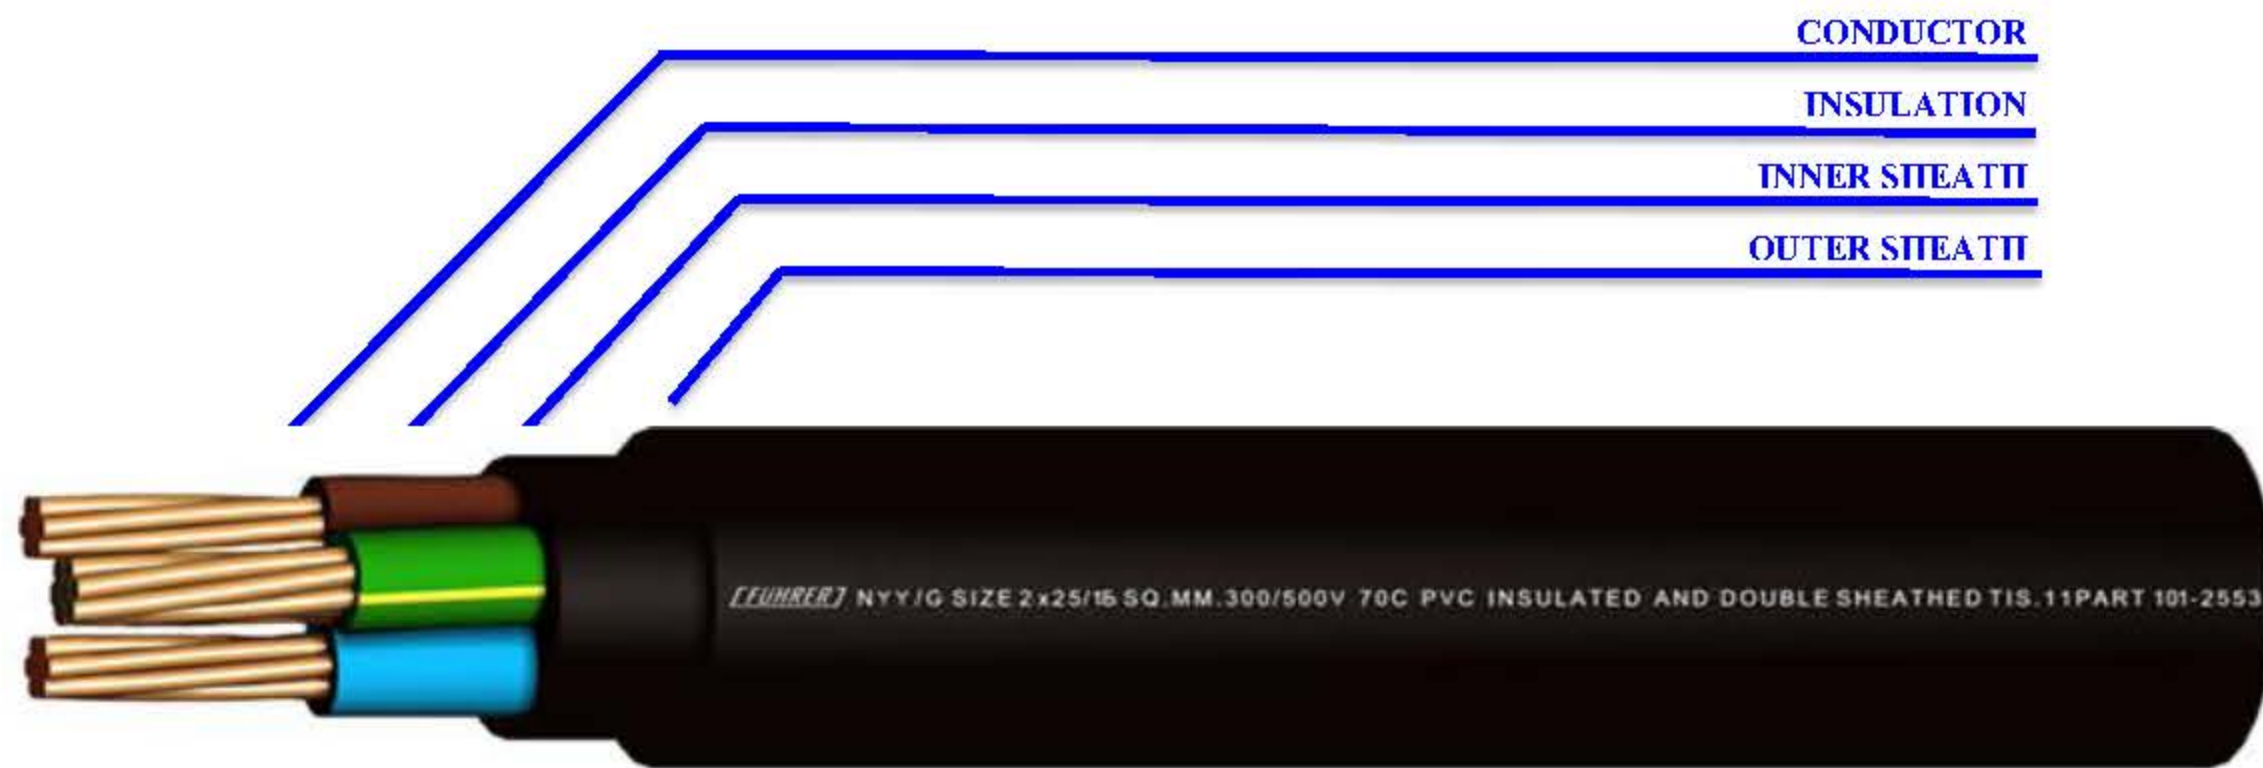 CONDUCTOR
INSULATION
INNER SHEATH
OUTER SHEATH
[FUHRER] NYY/G SIZE 2x25/16 SQ.MM.300/500V 70C PVC INSULATED AND DOUBLE SHEATHED TIS.11PART 101-2553